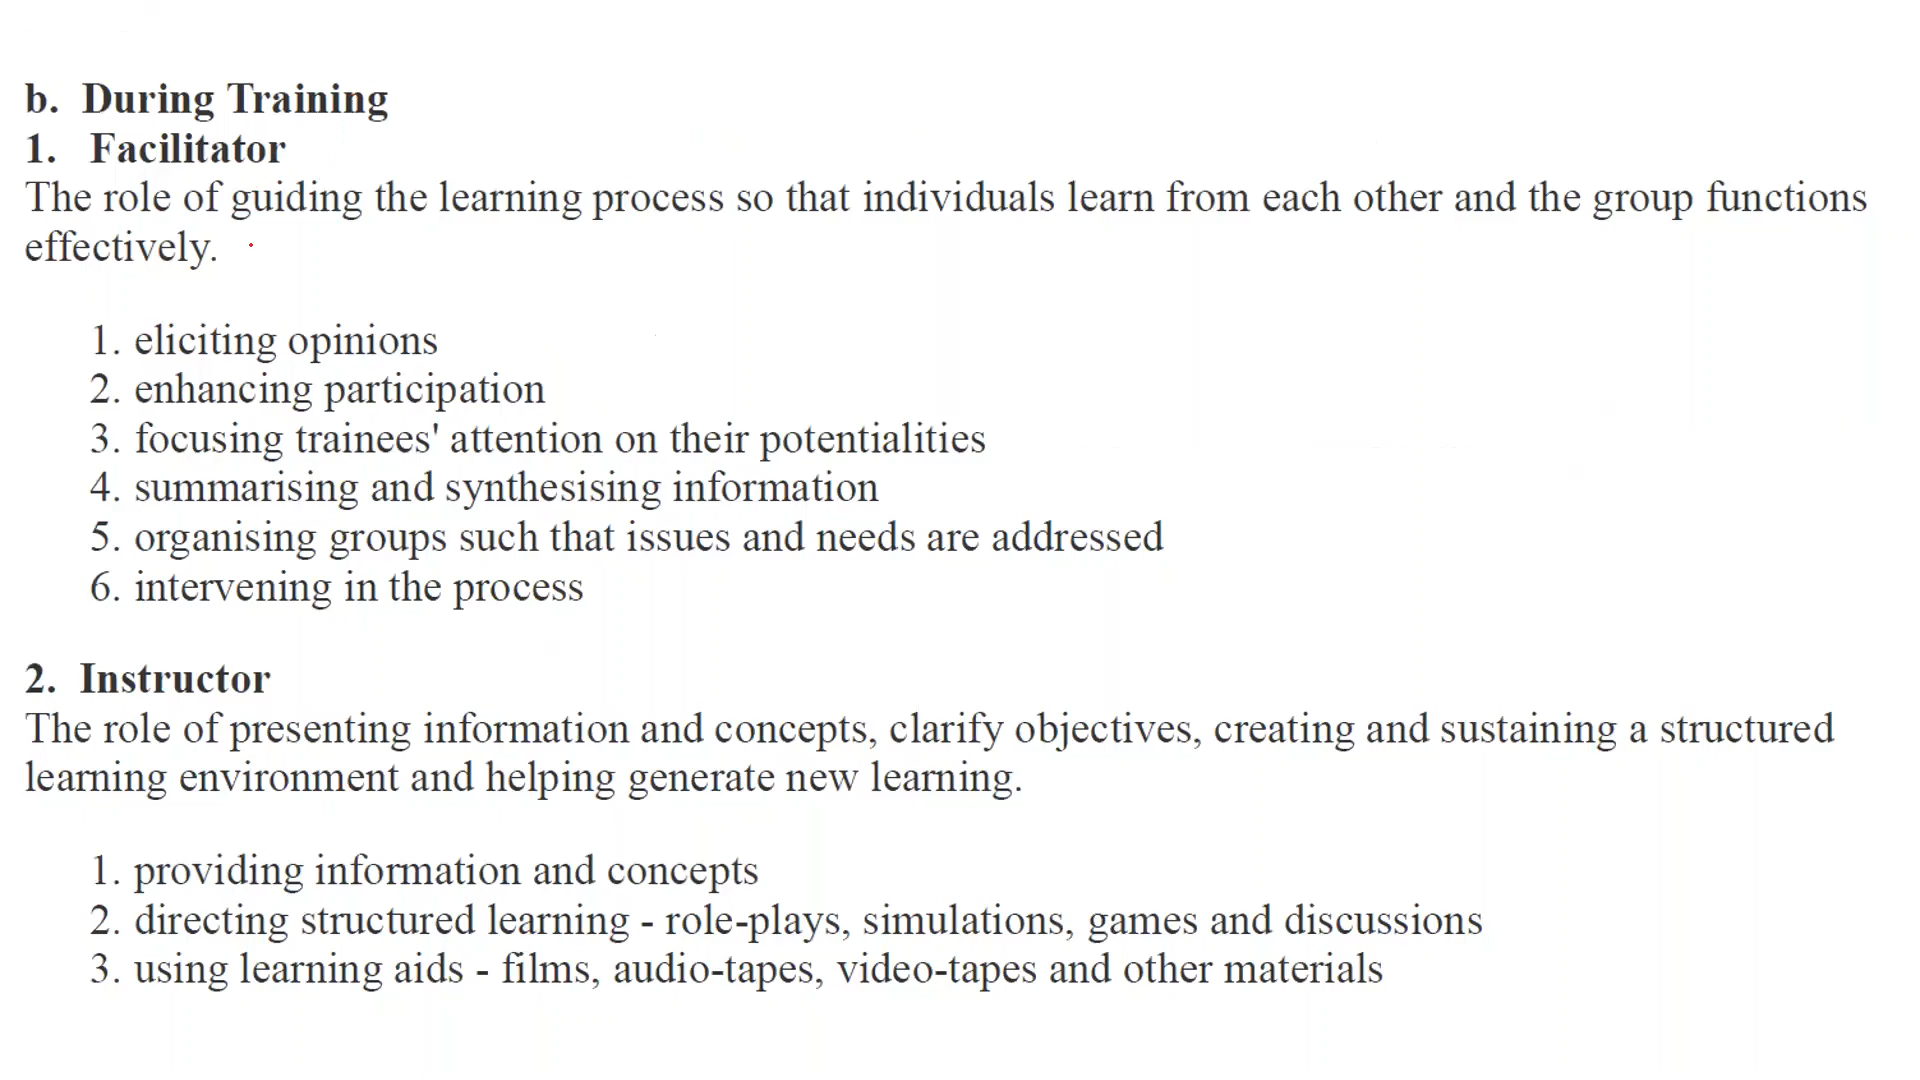 b. During Training
1. Facilitator
The role of guiding the learning process so that individuals learn from each other and the group functions
effectively.
1. eliciting opinions
2. enhancing participation
3. focusing trainees' attention on their potentialities
4. summarising and synthesising information
5. organising groups such that issues and needs are addressed
6. intervening in the process
2. Instructor
The role of presenting information and concepts, clarify objectives, creating and sustaining a structured
learning environment and helping generate new learning.
1. providing information and concepts
2. directing structured learning - role-plays, simulations, games and discussions
3. using learning aids - films, audio-tapes, video-tapes and other materials